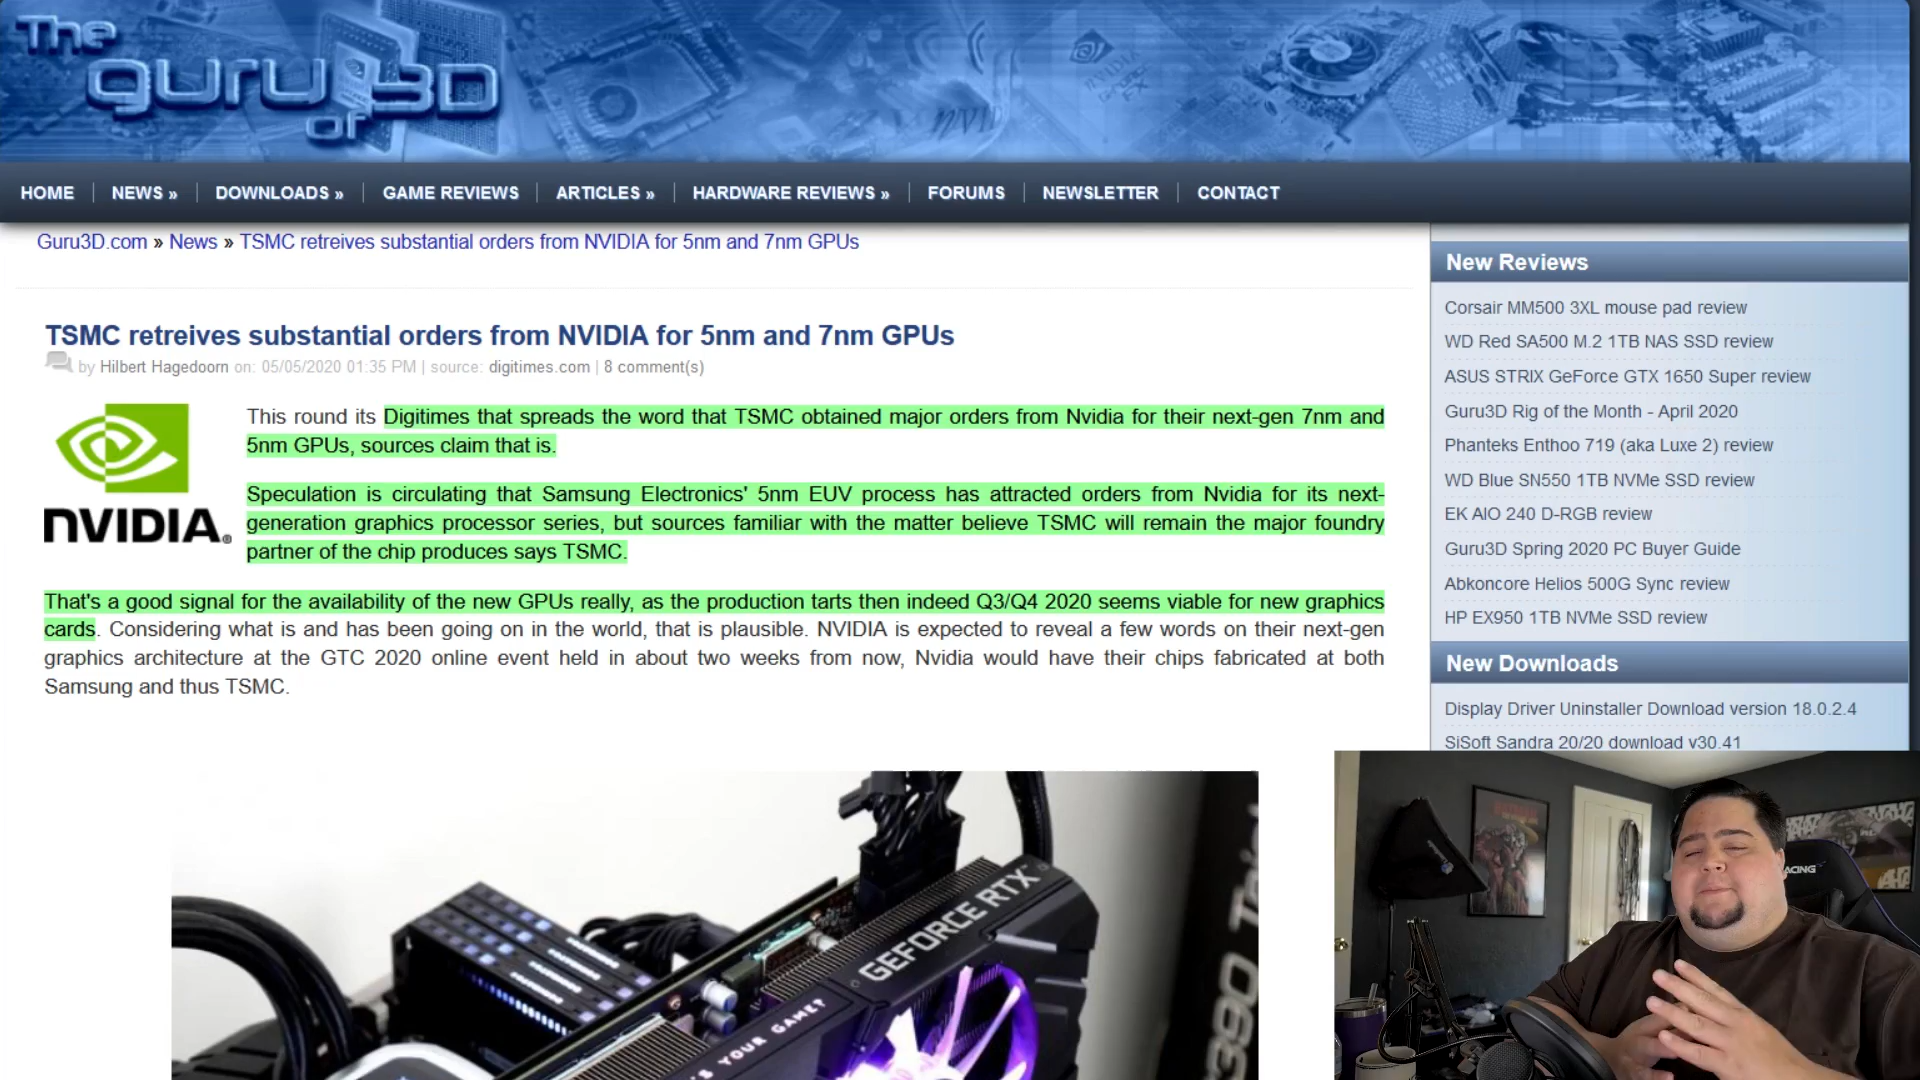 The
guru
of
3D
HOME
NEWS »
DOWNLOADS »
GAME REVIEWS
ARTICLES »
HARDWARE REVIEWS »
FORUMS
NEWSLETTER
CONTACT
Guru3D.com » News » TSMC retreives substantial orders from NVIDIA for 5nm and 7nm GPUs
TSMC retreives substantial orders from NVIDIA for 5nm and 7nm GPUs
by Hilbert Hagedoorn on: 05/05/2020 01:35 PM | source: digitimes.com | 8 comment(s)
NVIDIA®
This round its Digitimes that spreads the word that TSMC obtained major orders from Nvidia for their next-gen 7nm and
5nm GPUs, sources claim that is.
Speculation is circulating that Samsung Electronics' 5nm EUV process has attracted orders from Nvidia for its next-
generation graphics processor series, but sources familiar with the matter believe TSMC will remain the major foundry
partner of the chip produces says TSMC.
That's a good signal for the availability of the new GPUs really, as the production tarts then indeed Q3/Q4 2020 seems viable for new graphics
cards. Considering what is and has been going on in the world, that is plausible. NVIDIA is expected to reveal a few words on their next-gen
graphics architecture at the GTC 2020 online event held in about two weeks from now, Nvidia would have their chips fabricated at both
Samsung and thus TSMC.
GEFORCE RTX
YOUR GAME?
New Reviews
Corsair MM500 3XL mouse pad review
WD Red SA500 M.2 1TB NAS SSD review
ASUS STRIX GeForce GTX 1650 Super review
Guru3D Rig of the Month - April 2020
Phanteks Enthoo 719 (aka Luxe 2) review
WD Blue SN550 1TB NVMe SSD review
EK AIO 240 D-RGB review
Guru3D Spring 2020 PC Buyer Guide
Abkoncore Helios 500G Sync review
HP EX950 1TB NVMe SSD review
New Downloads
Display Driver Uninstaller Download version 18.0.2.4
SiSoft Sandra 20/20 download v30.41